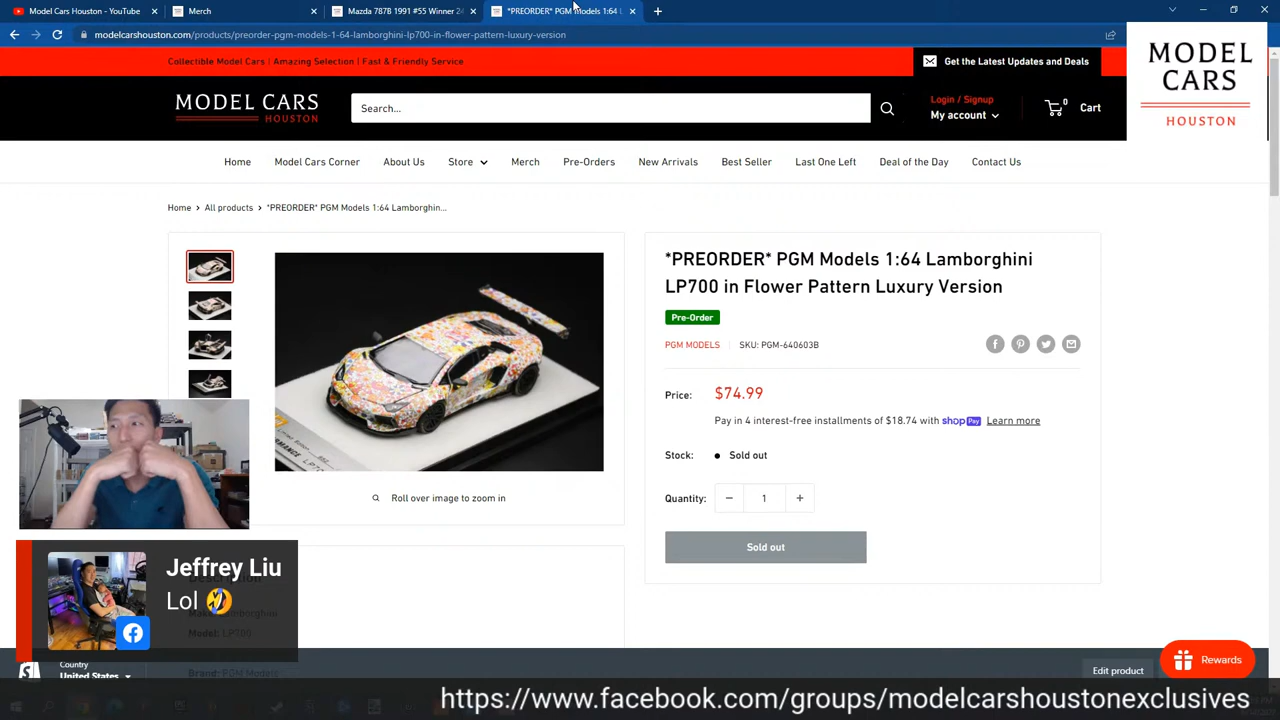 Model Cars Houston - YouTube
Merch
Mazda 787B 1991 #55 Winner 24
*PREORDER* PGM Models 1:64 L
modelcarshouston.com/products/preorder-pgm-models-1-64-lamborghini-lp700-in-flower-pattern-luxury-version
Collectible Model Cars | Amazing Selection | Fast & Friendly Service
Get the Latest Updates and Deals
MODEL CARS
HOUSTON
Search...
Login / Signup
My account
0
Cart
MODEL
CARS
HOUSTON
Home
Model Cars Corner
About Us
Store
Merch
Pre-Orders
New Arrivals
Best Seller
Last One Left
Deal of the Day
Contact Us
Home > All products > *PREORDER* PGM Models 1:64 Lamborghin...
*PREORDER* PGM Models 1:64 Lamborghini
LP700 in Flower Pattern Luxury Version
Pre-Order
PGM MODELS
SKU: PGM-640603B
Price:
$74.99
Pay in 4 interest-free installments of $18.74 with shop Pay Learn more
Stock:
Sold out
Quantity:
1
Sold out
Roll over image to zoom in
Jeffrey Liu
Lol 🤣
Description
Make: Lamborghini
Model: LP700
Brand: PGM Models
Country
United States
Edit product
Rewards
https://www.facebook.com/groups/modelcarshoustonexclusives